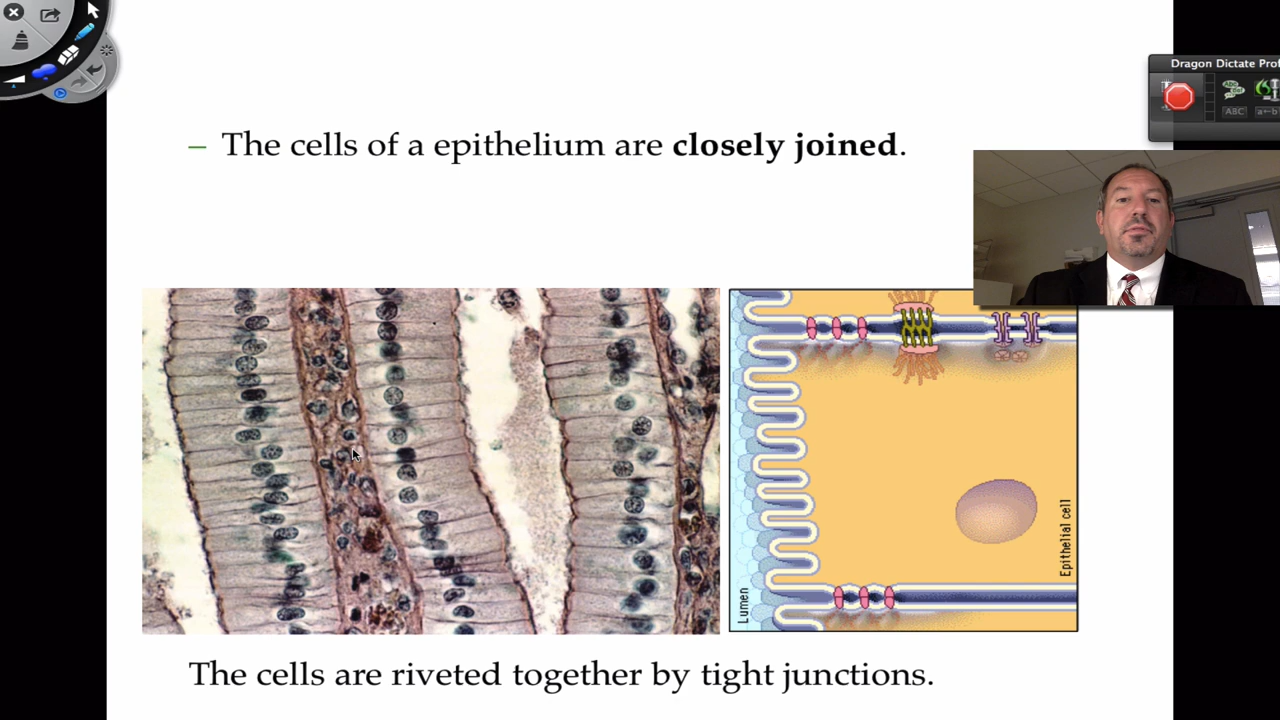 Dragon Dictate Prof
ABC
a↔b
– The cells of a epithelium are closely joined.
Lumen
Epithelial cell
The cells are riveted together by tight junctions.